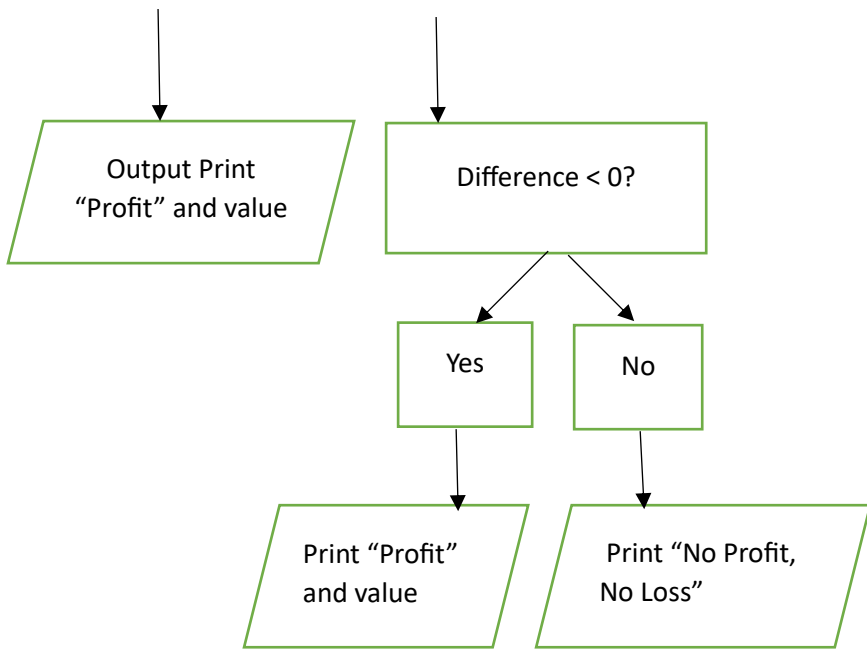 Output Print
“Profit” and value
Difference < 0?
Yes
No
Print “Profit”
and value
Print “No Profit,
No Loss”